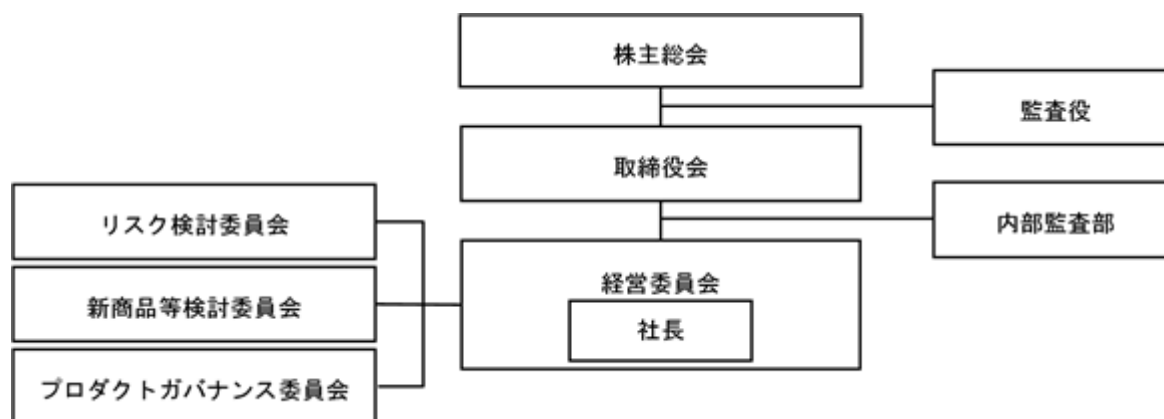 株主総会
監査役
取締役会
リスク検討委員会
内部監査部
新商品等検討委員会
経営委員会
社長
プロダクトガバナンス委員会